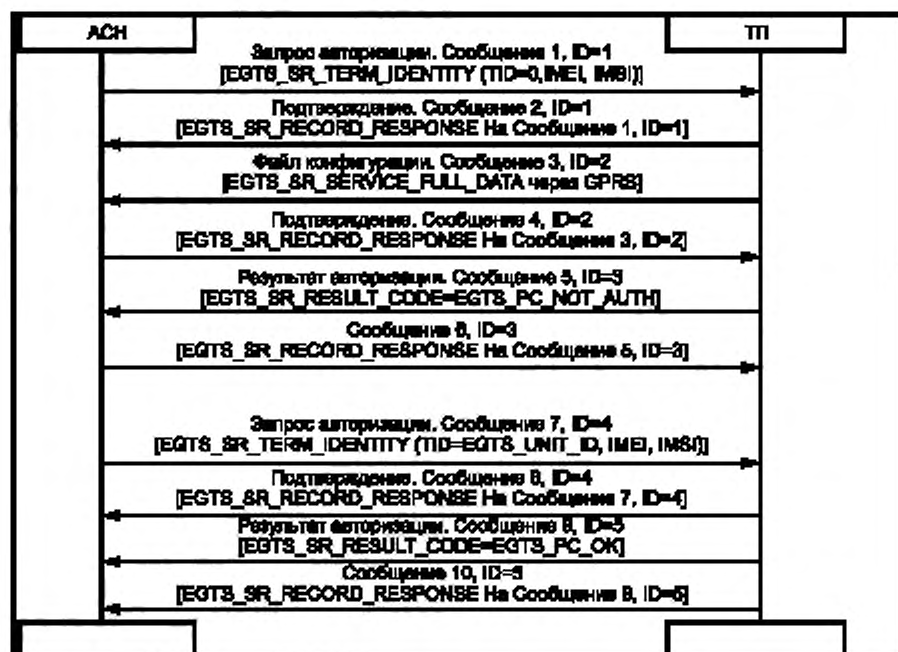 АСН
ТП
Запрос авторизации. Сообщение 1, ID=1
[EGTS_SR_TERM_IDENTITY (TID=0,IMEI, IMSI)]
Подтверждение. Сообщение 2, ID=1
[EGTS_SR_RECORD_RESPONSE На Сообщение 1, ID=1]
Файл конфигурации. Сообщение 3, ID=2
[EGTS_SR_SERVICE_FULL_DATA через GPRS]
Подтверждение. Сообщение 4, ID=2
[EGTS_SR_RECORD_RESPONSE На Сообщение 3, ID=2]
Результат авторизации. Сообщение 5, ID=3
[EGTS_SR_RESULT_CODE=EGTS_PC_NOT_AUTH]
Сообщение 6, ID=3
[EGTS_SR_RECORD_RESPONSE На Сообщение 5, ID=3]
Запрос авторизации. Сообщение 7, ID=4
[EGTS_SR_TERM_IDENTITY (TID=EGTS_UNIT_ID, IMEI, IMSI)]
Подтверждение. Сообщение 8, ID=4
[EGTS_SR_RECORD_RESPONSE На Сообщение 7, ID=4]
Результат авторизации. Сообщение 9, ID=5
[EGTS_SR_RESULT_CODE=EGTS_PC_OK]
Сообщение 10, ID=5
[EGTS_SR_RECORD_RESPONSE На Сообщение 9, ID=5]